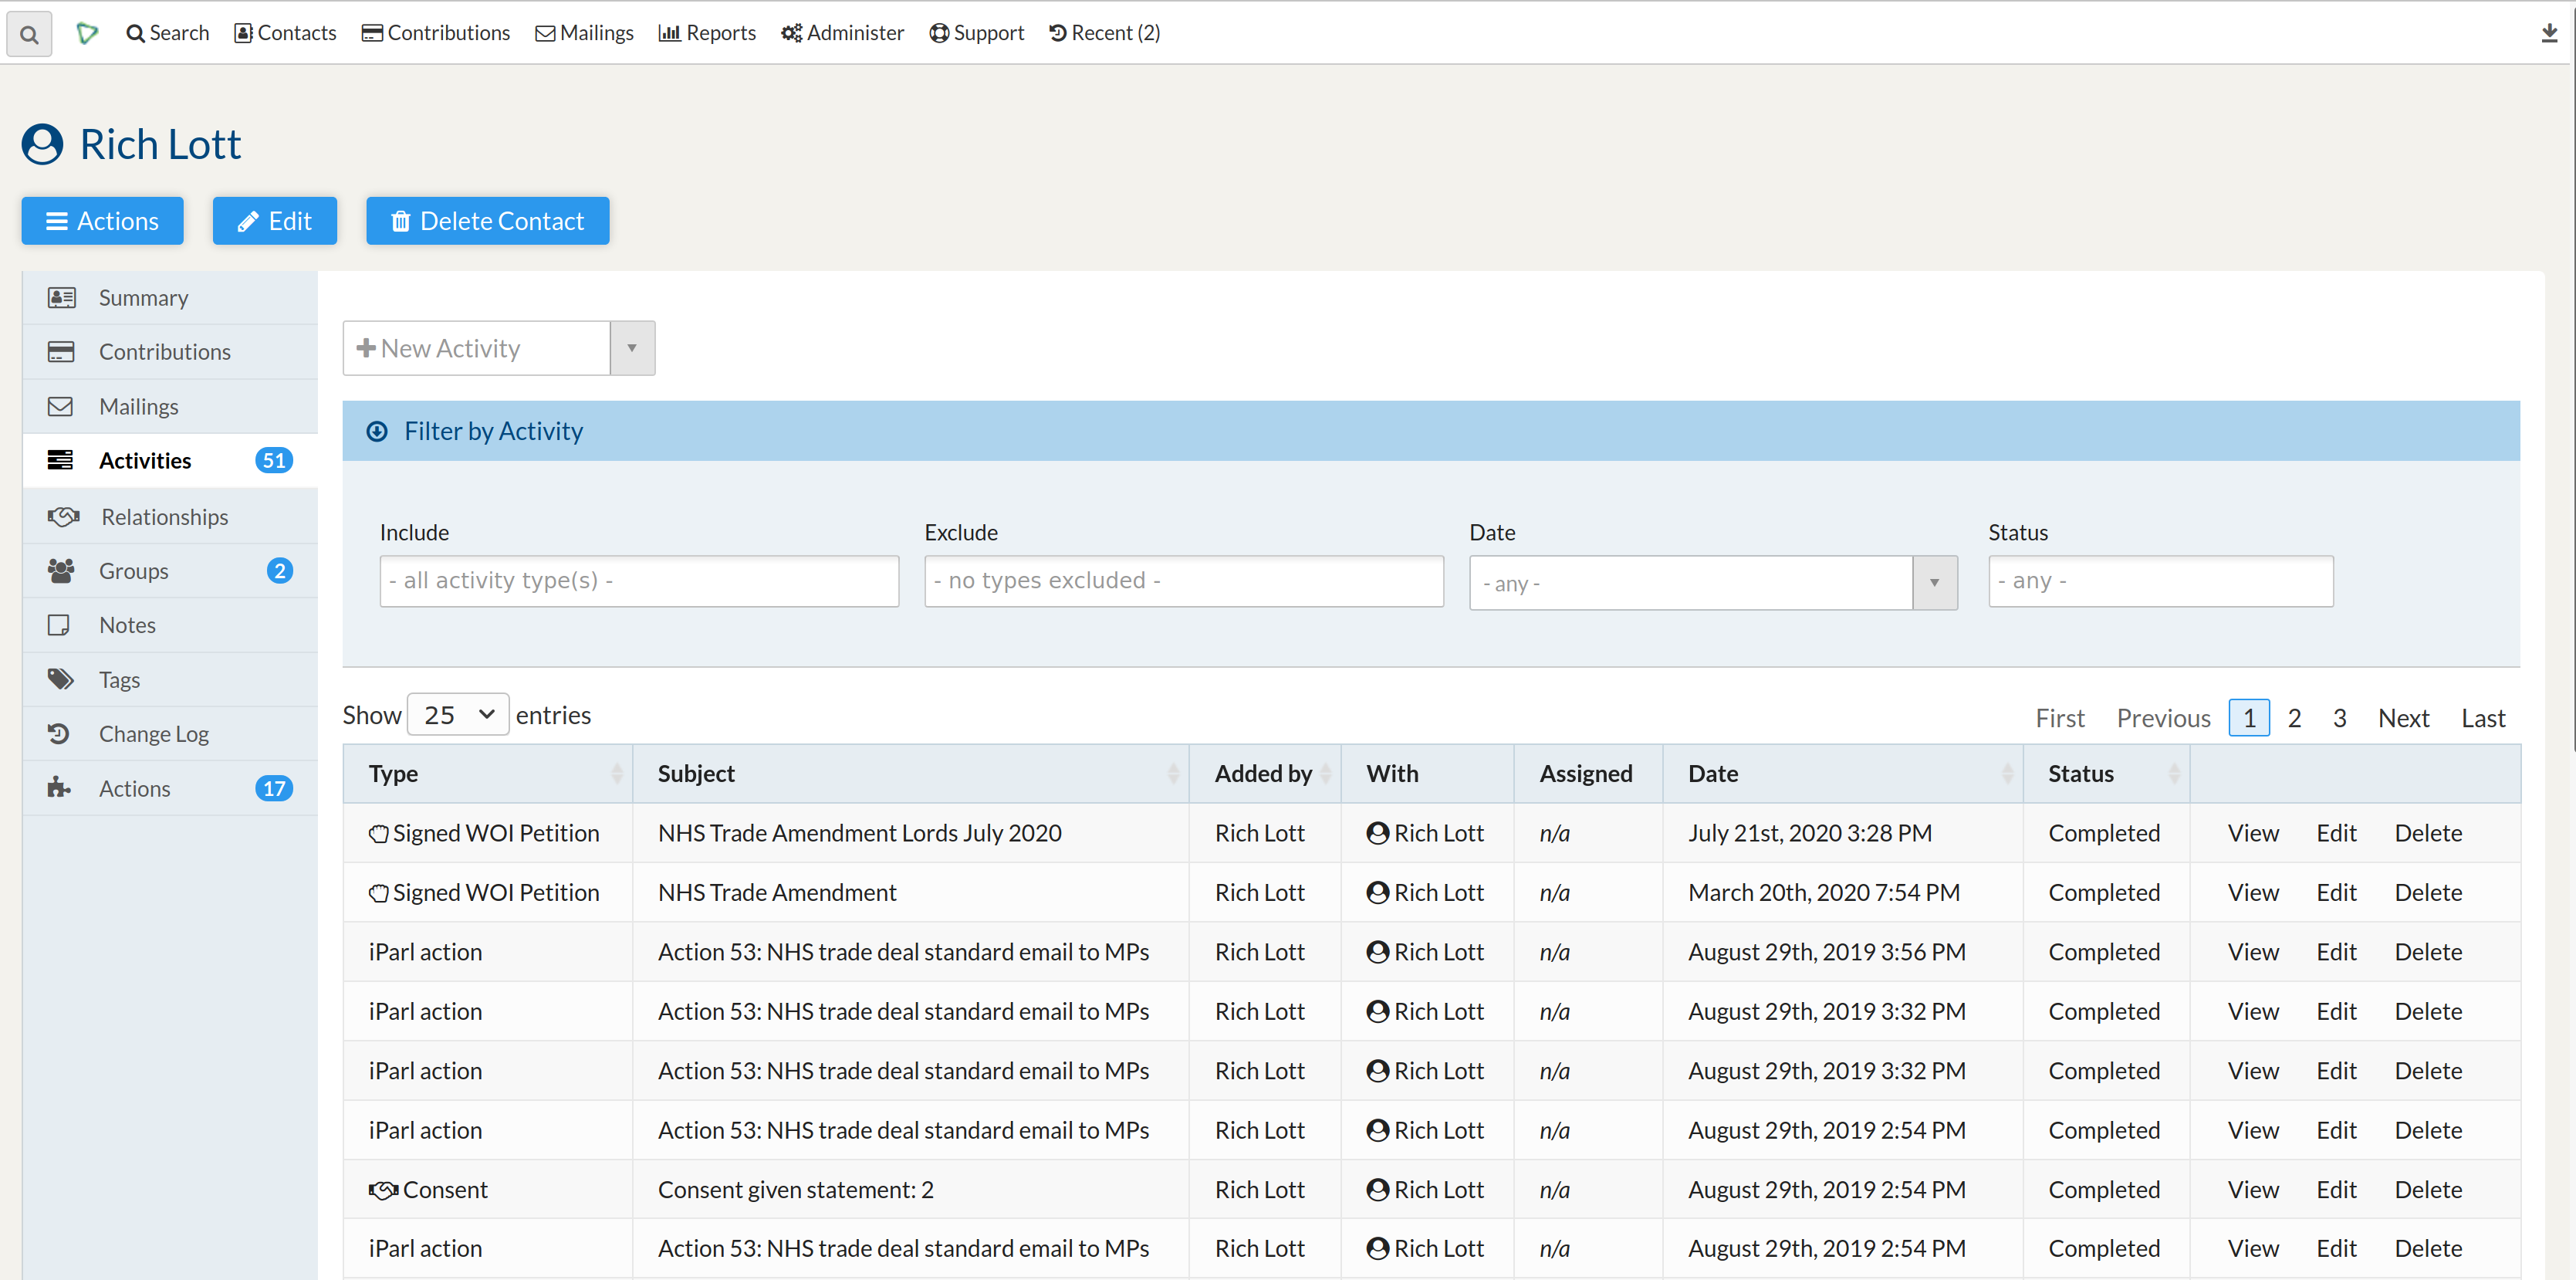 Search Contacts Contributions Mailings Reports Administer Support Recent (2)
Rich Lott
Actions Edit Delete Contact
Summary
Contributions
Mailings
Activities 51
Relationships
Groups 2
Notes
Tags
Change Log
Actions 17
New Activity
Filter by Activity
Include Exclude Date Status
- all activity type(s) - - no types excluded - - any - - any -
Show 25 entries First Previous 1 2 3 Next Last
Type Subject Added by With Assigned Date Status
Signed WOI Petition NHS Trade Amendment Lords July 2020 Rich Lott Rich Lott n/a July 21st, 2020 3:28 PM Completed View Edit Delete
Signed WOI Petition NHS Trade Amendment Rich Lott Rich Lott n/a March 20th, 2020 7:54 PM Completed View Edit Delete
iParl action Action 53: NHS trade deal standard email to MPs Rich Lott Rich Lott n/a August 29th, 2019 3:56 PM Completed View Edit Delete
iParl action Action 53: NHS trade deal standard email to MPs Rich Lott Rich Lott n/a August 29th, 2019 3:32 PM Completed View Edit Delete
iParl action Action 53: NHS trade deal standard email to MPs Rich Lott Rich Lott n/a August 29th, 2019 3:32 PM Completed View Edit Delete
iParl action Action 53: NHS trade deal standard email to MPs Rich Lott Rich Lott n/a August 29th, 2019 2:54 PM Completed View Edit Delete
Consent Consent given statement: 2 Rich Lott Rich Lott n/a August 29th, 2019 2:54 PM Completed View Edit Delete
iParl action Action 53: NHS trade deal standard email to MPs Rich Lott Rich Lott n/a August 29th, 2019 2:54 PM Completed View Edit Delete